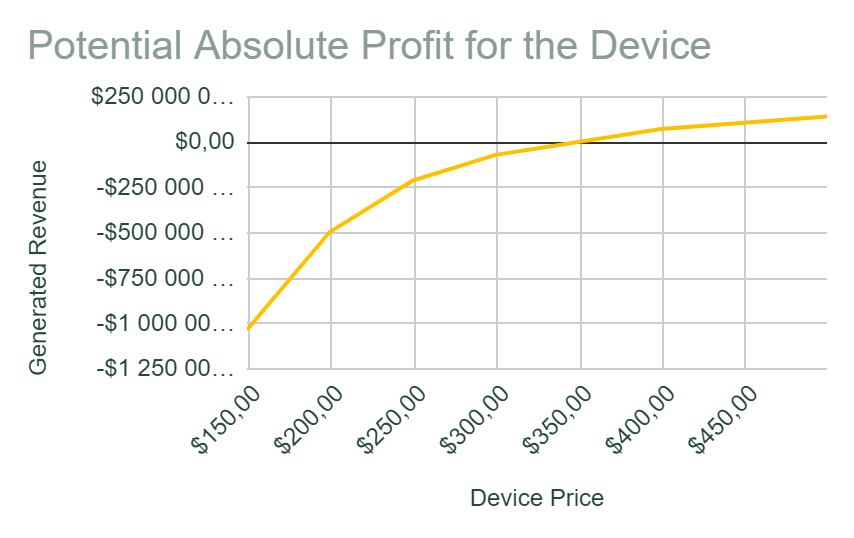 Potential Absolute Profit for the Device
Generated Revenue
$250 000 0…
$0,00
-$250 000 …
-$500 000 …
-$750 000 …
-$1 000 00…
-$1 250 00…
$150,00
$200,00
$250,00
$300,00
$350,00
$400,00
$450,00
Device Price